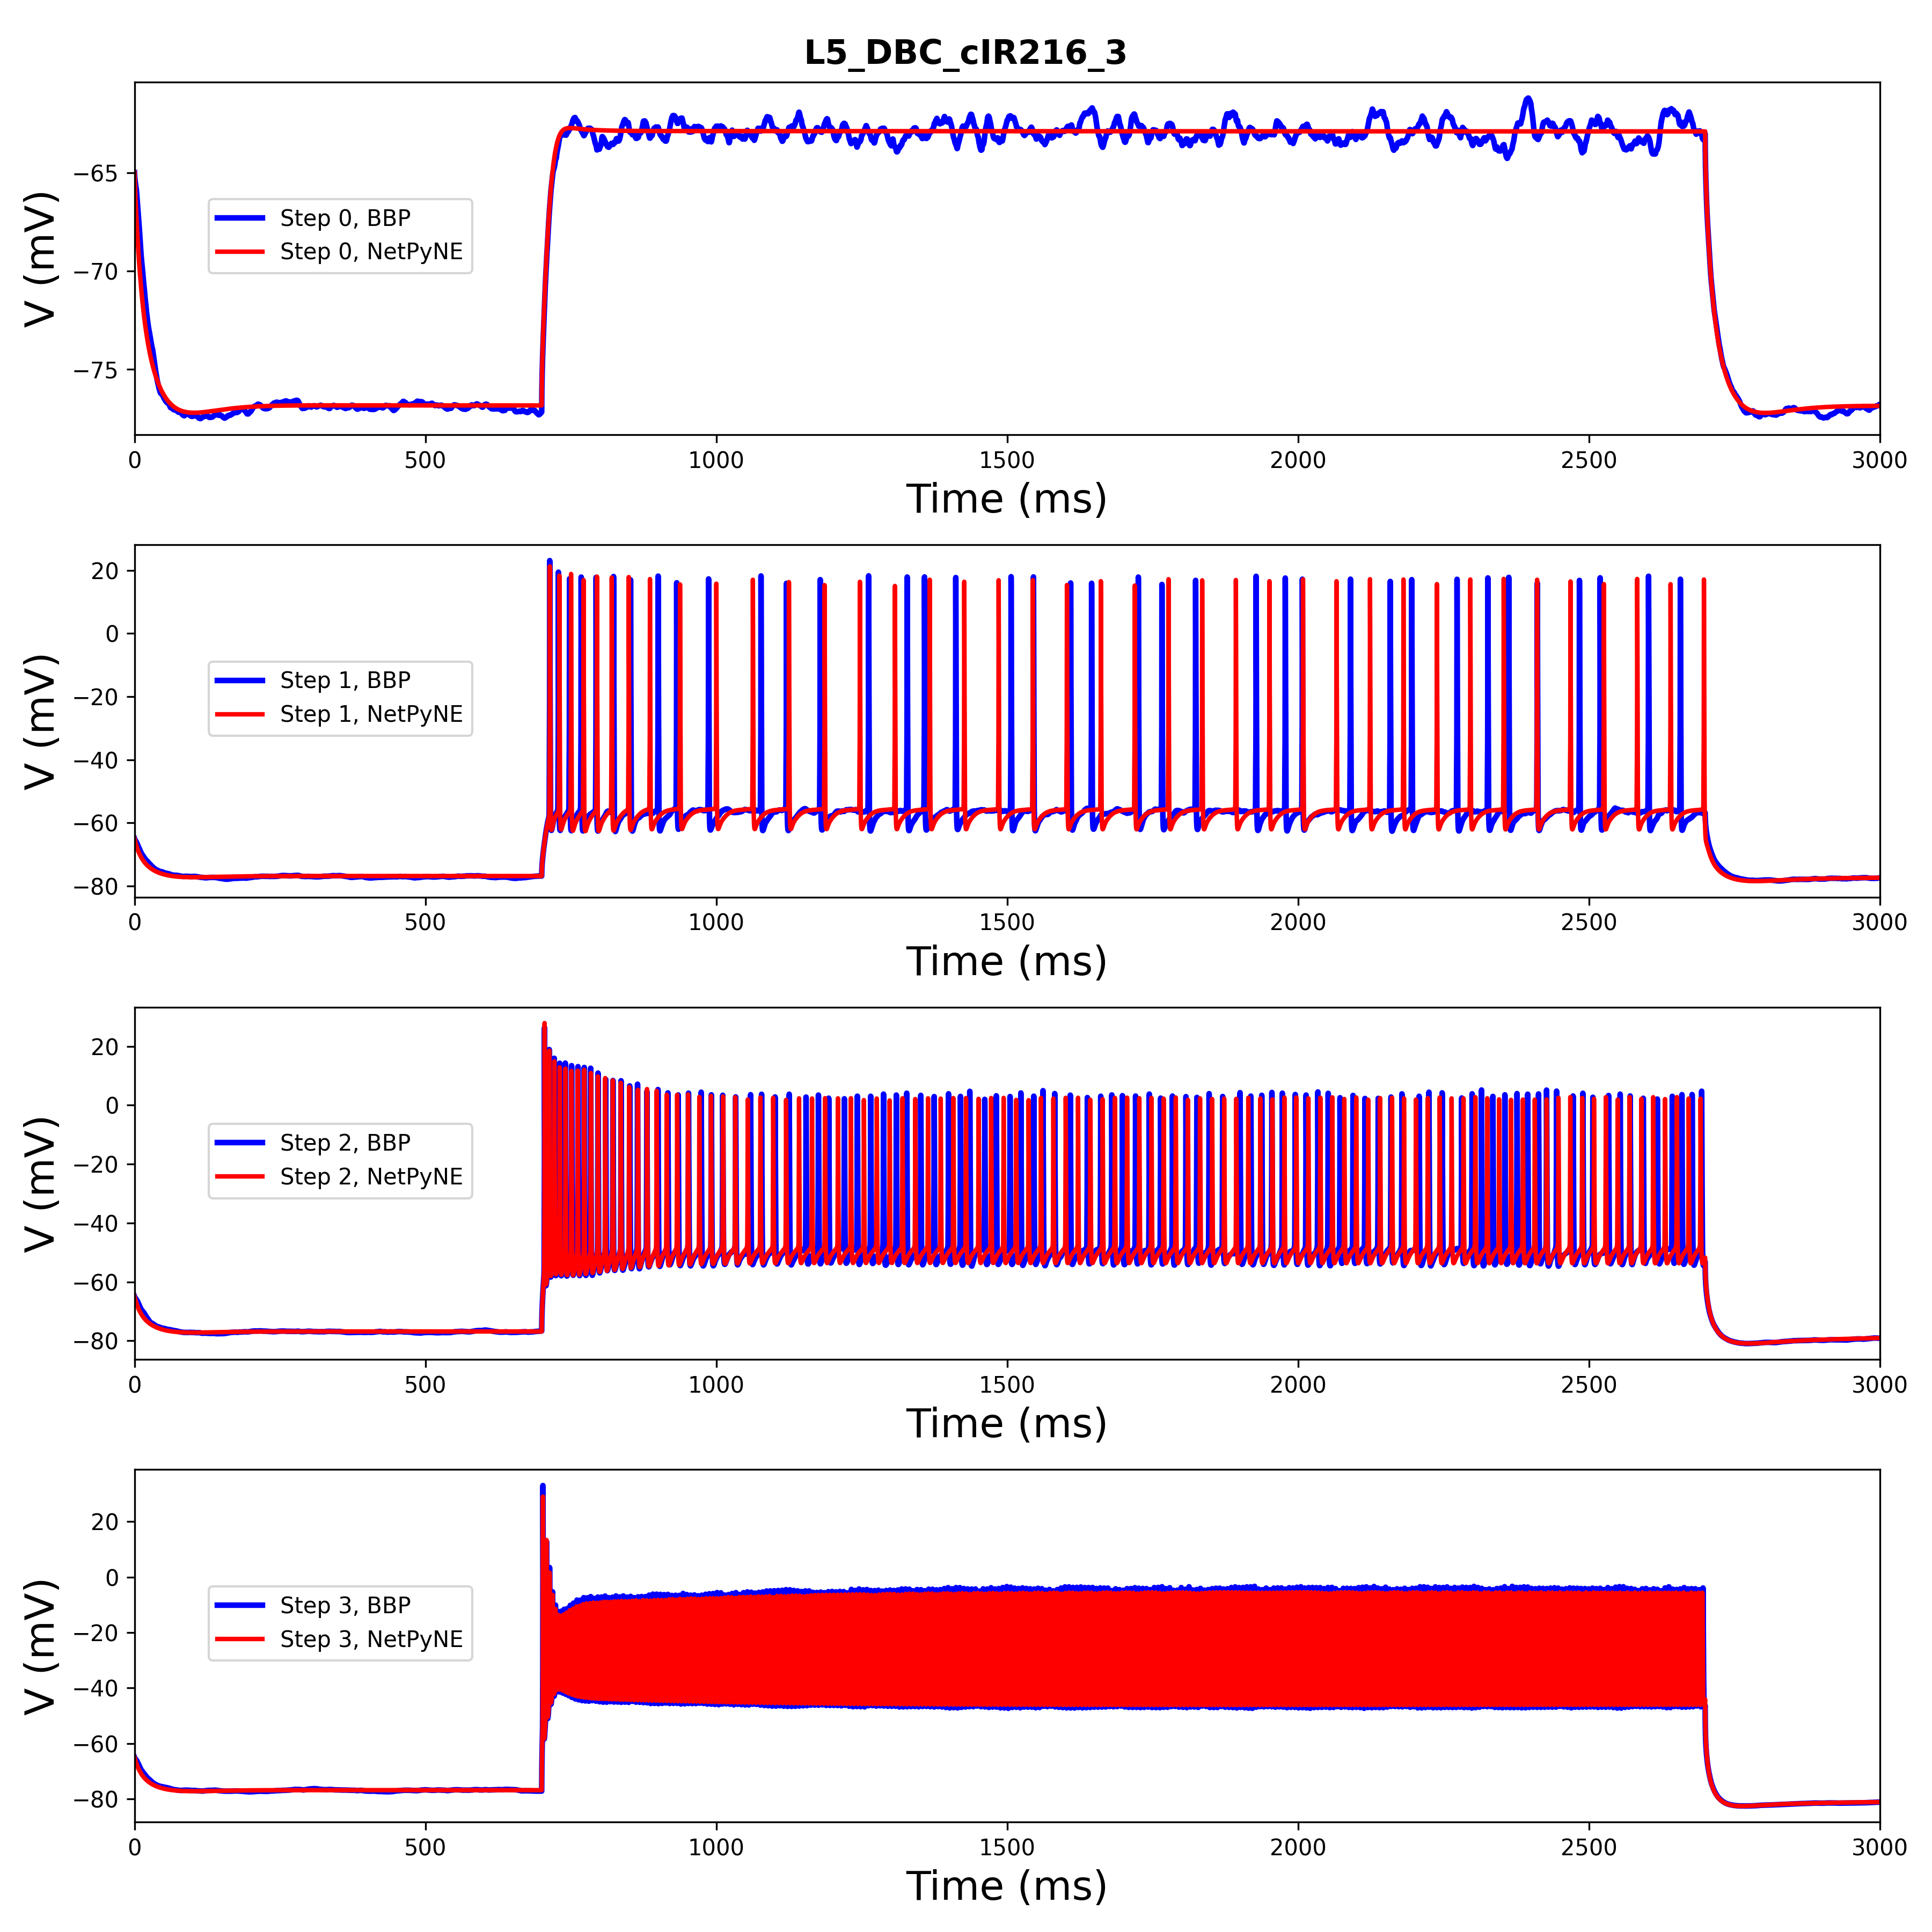 L5_DBC_cIR216_3
V (mV)
−65
−70
−75
Step 0, BBP
Step 0, NetPyNE
0 500 1000 1500 2000 2500 3000
Time (ms)
V (mV)
20
0
−20
−40
−60
−80
Step 1, BBP
Step 1, NetPyNE
0 500 1000 1500 2000 2500 3000
Time (ms)
V (mV)
20
0
−20
−40
−60
−80
Step 2, BBP
Step 2, NetPyNE
0 500 1000 1500 2000 2500 3000
Time (ms)
V (mV)
20
0
−20
−40
−60
−80
Step 3, BBP
Step 3, NetPyNE
0 500 1000 1500 2000 2500 3000
Time (ms)